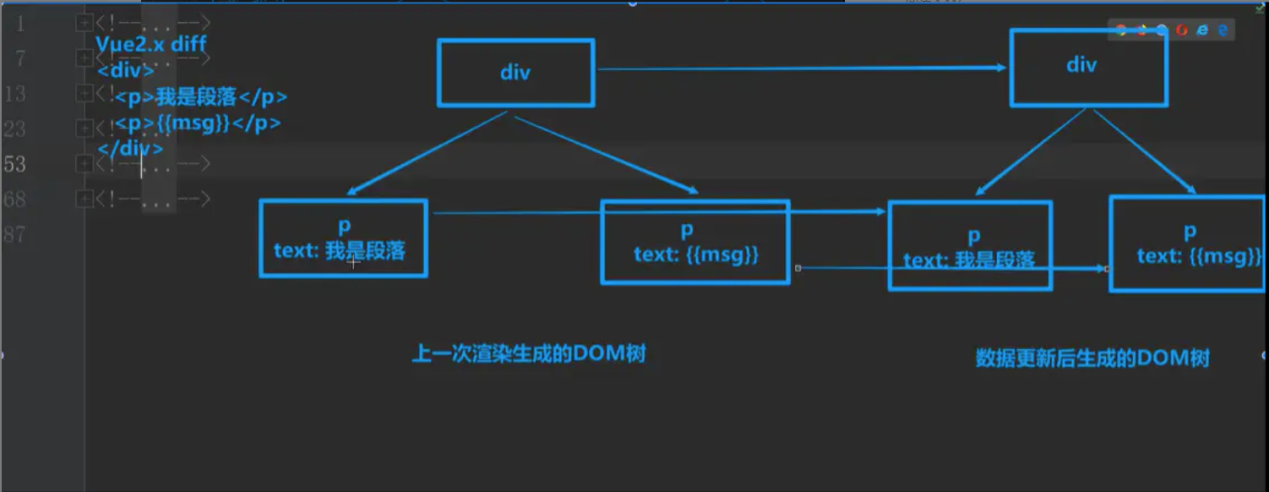 1
<!--...-->
Vue2.x diff
7
<!--...-->
<div>
13
<p>我是段落</p>
23
<p>{{msg}}</p>
</div>
53
<!--...-->
68
<!--...-->
87
div
div
p
text: 我是段落
p
text: {{msg}}
p
text: 我是段落
p
text: {{msg}}
上一次渲染生成的DOM树
数据更新后生成的DOM树